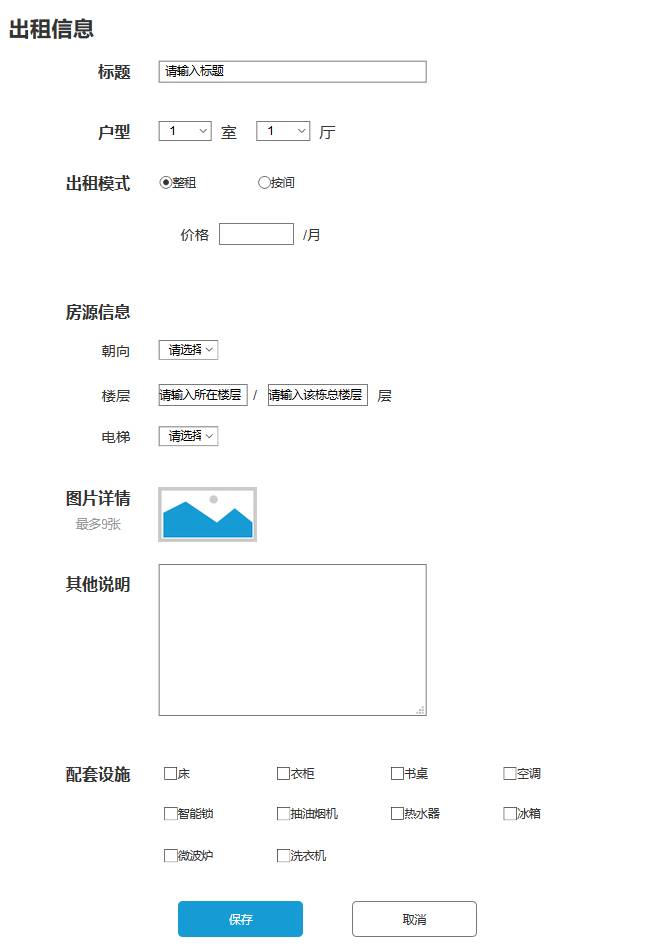 出租信息
标题 请输入标题
户型 1 室 1 厅
出租模式 整租 按间
价格 /月
房源信息
朝向 请选择
楼层 请输入所在楼层 / 请输入该栋总楼层 层
电梯 请选择
图片详情
最多9张
其他说明
配套设施 床 衣柜 书桌 空调
智能锁 抽油烟机 热水器 冰箱
微波炉 洗衣机
保存 取消